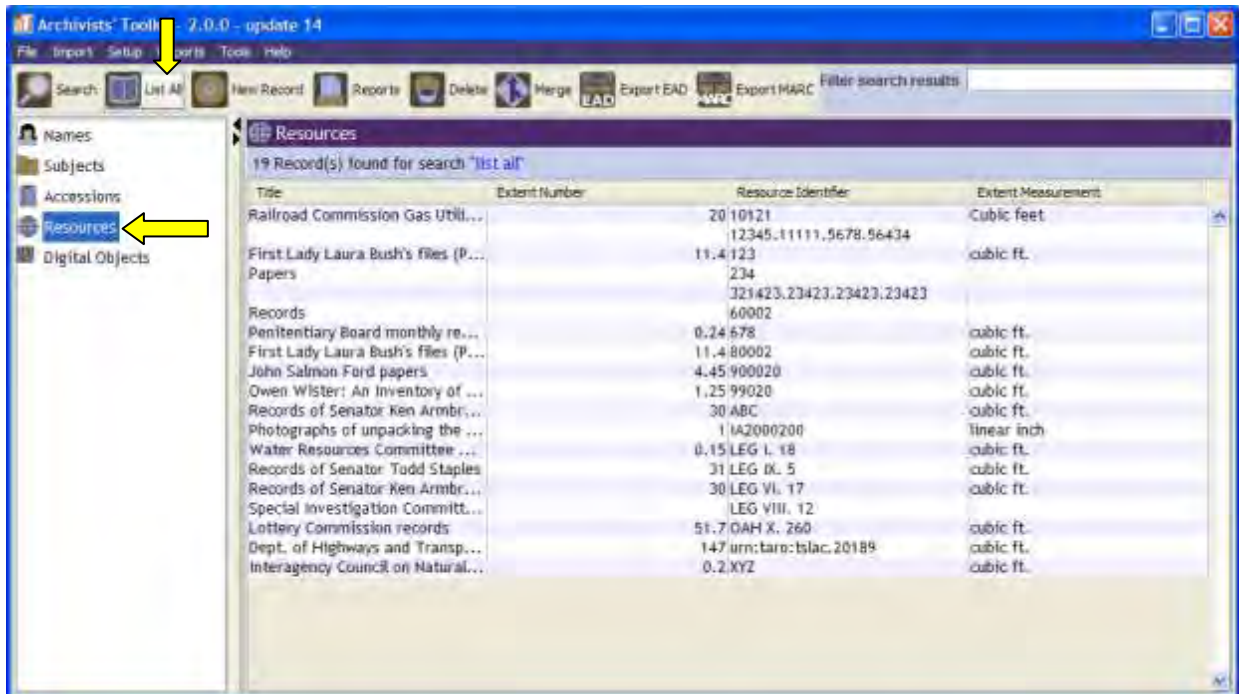 Archivists' Toolkit - 2.0.0 - update 14
File Import Setup Reports Tools Help
Search List All New Record Reports Delete Merge EAD Export EAD MARC Export MARC Filter search results
Names
Subjects
Accessions
Resources
Digital Objects
Resources
19 Record(s) found for search "list all"
Title Extent Number Resource Identifier Extent Measurement
Railroad Commission Gas Utili... 20 10121 Cubic feet
12345.11111.5678.56434
First Lady Laura Bush's files (P... 11.4 123 cubic ft.
Papers 234
321423.23423.23423.23423
Records 60002
Penitentiary Board monthly re... 0.24 678 cubic ft.
First Lady Laura Bush's files (P... 11.4 80002 cubic ft.
John Salmon Ford papers 4.45 900020 cubic ft.
Owen Wister: An Inventory of ... 1.25 99020 cubic ft.
Records of Senator Ken Armbr... 30 ABC cubic ft.
Photographs of unpacking the ... 1 IA2000200 linear inch
Water Resources Committee ... 0.15 LEG I. 18 cubic ft.
Records of Senator Todd Staples 31 LEG IX. 5 cubic ft.
Records of Senator Ken Armbr... 30 LEG VI. 17 cubic ft.
Special Investigation Committ... LEG VIII. 12
Lottery Commission records 51.7 OAH X. 260 cubic ft.
Dept. of Highways and Transp... 147 urn:taro:tslac.20189 cubic ft.
Interagency Council on Natural... 0.2 XYZ cubic ft.